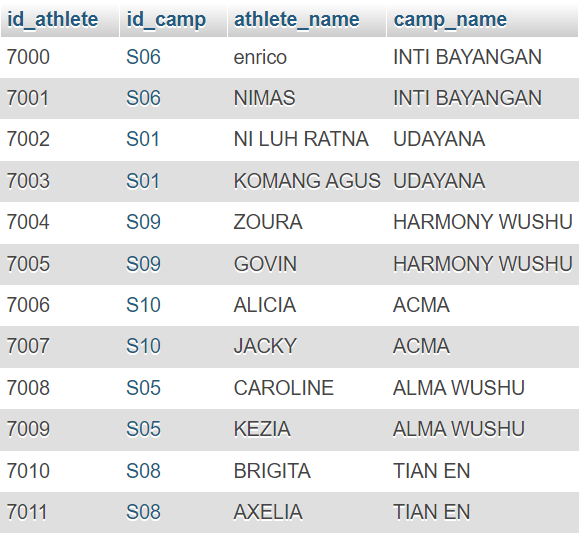 id_athlete id_camp athlete_name camp_name
7000 S06 enrico INTI BAYANGAN
7001 S06 NIMAS INTI BAYANGAN
7002 S01 NI LUH RATNA UDAYANA
7003 S01 KOMANG AGUS UDAYANA
7004 S09 ZOURA HARMONY WUSHU
7005 S09 GOVIN HARMONY WUSHU
7006 S10 ALICIA ACMA
7007 S10 JACKY ACMA
7008 S05 CAROLINE ALMA WUSHU
7009 S05 KEZIA ALMA WUSHU
7010 S08 BRIGITA TIAN EN
7011 S08 AXELIA TIAN EN